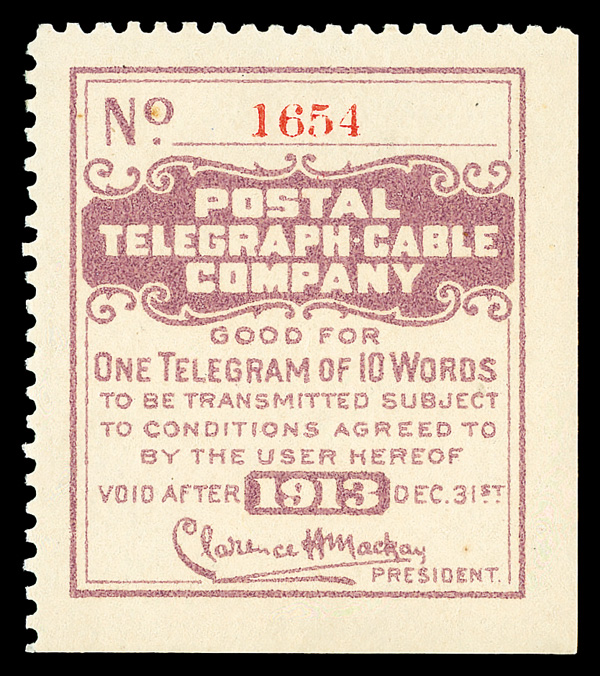 No. 1654
POSTAL
TELEGRAPH·CABLE
COMPANY
GOOD FOR
ONE TELEGRAM OF 10 WORDS
TO BE TRANSMITTED SUBJECT
TO CONDITIONS AGREED TO
BY THE USER HEREOF
VOID AFTER 1913 DEC. 31ST
Clarence H Mackay
PRESIDENT.